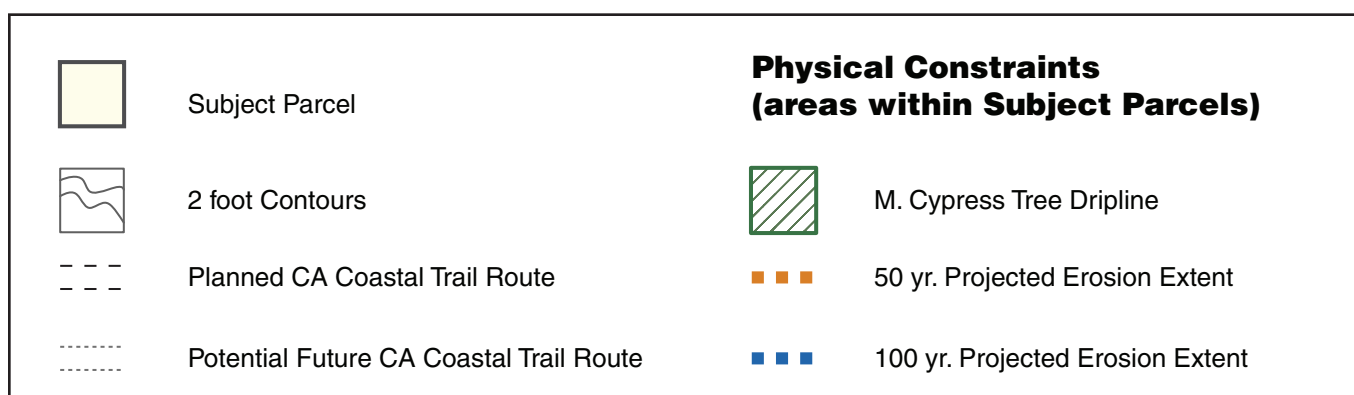 Subject Parcel
2 foot Contours
Planned CA Coastal Trail Route
Potential Future CA Coastal Trail Route
Physical Constraints
(areas within Subject Parcels)
M. Cypress Tree Dripline
50 yr. Projected Erosion Extent
100 yr. Projected Erosion Extent